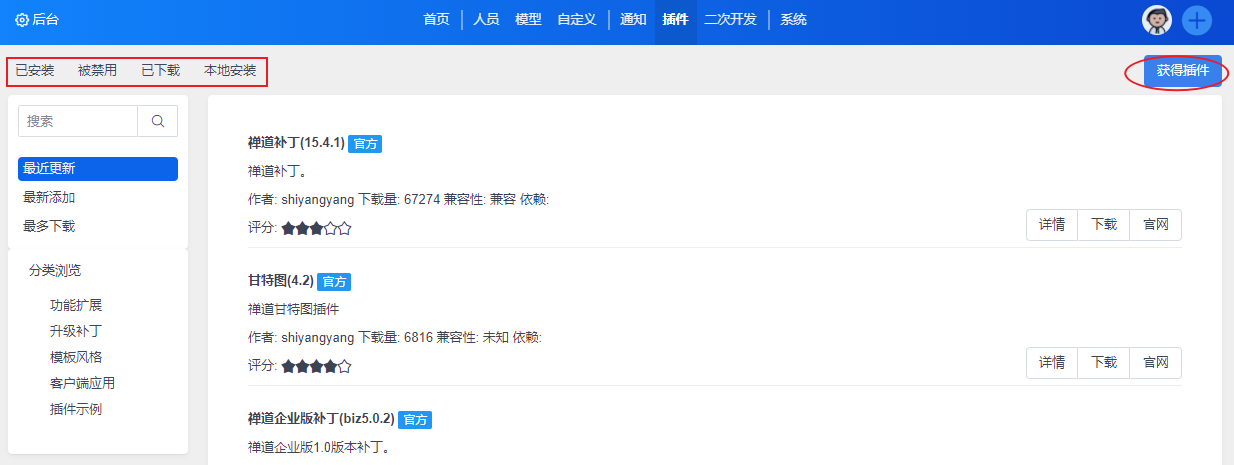 后台 首页 人员 模型 自定义 通知 插件 二次开发 系统
已安装 被禁用 已下载 本地安装 获得插件
搜索
最近更新
最新添加
最多下载
分类浏览
功能扩展
升级补丁
模板风格
客户端应用
插件示例
禅道补丁(15.4.1) 官方
禅道补丁。
作者: shiyangyang 下载量: 67274 兼容性: 兼容 依赖:
评分:
详情 下载 官网
甘特图(4.2) 官方
禅道甘特图插件
作者: shiyangyang 下载量: 6816 兼容性: 未知 依赖:
评分:
详情 下载 官网
禅道企业版补丁(biz5.0.2) 官方
禅道企业版1.0版本补丁。